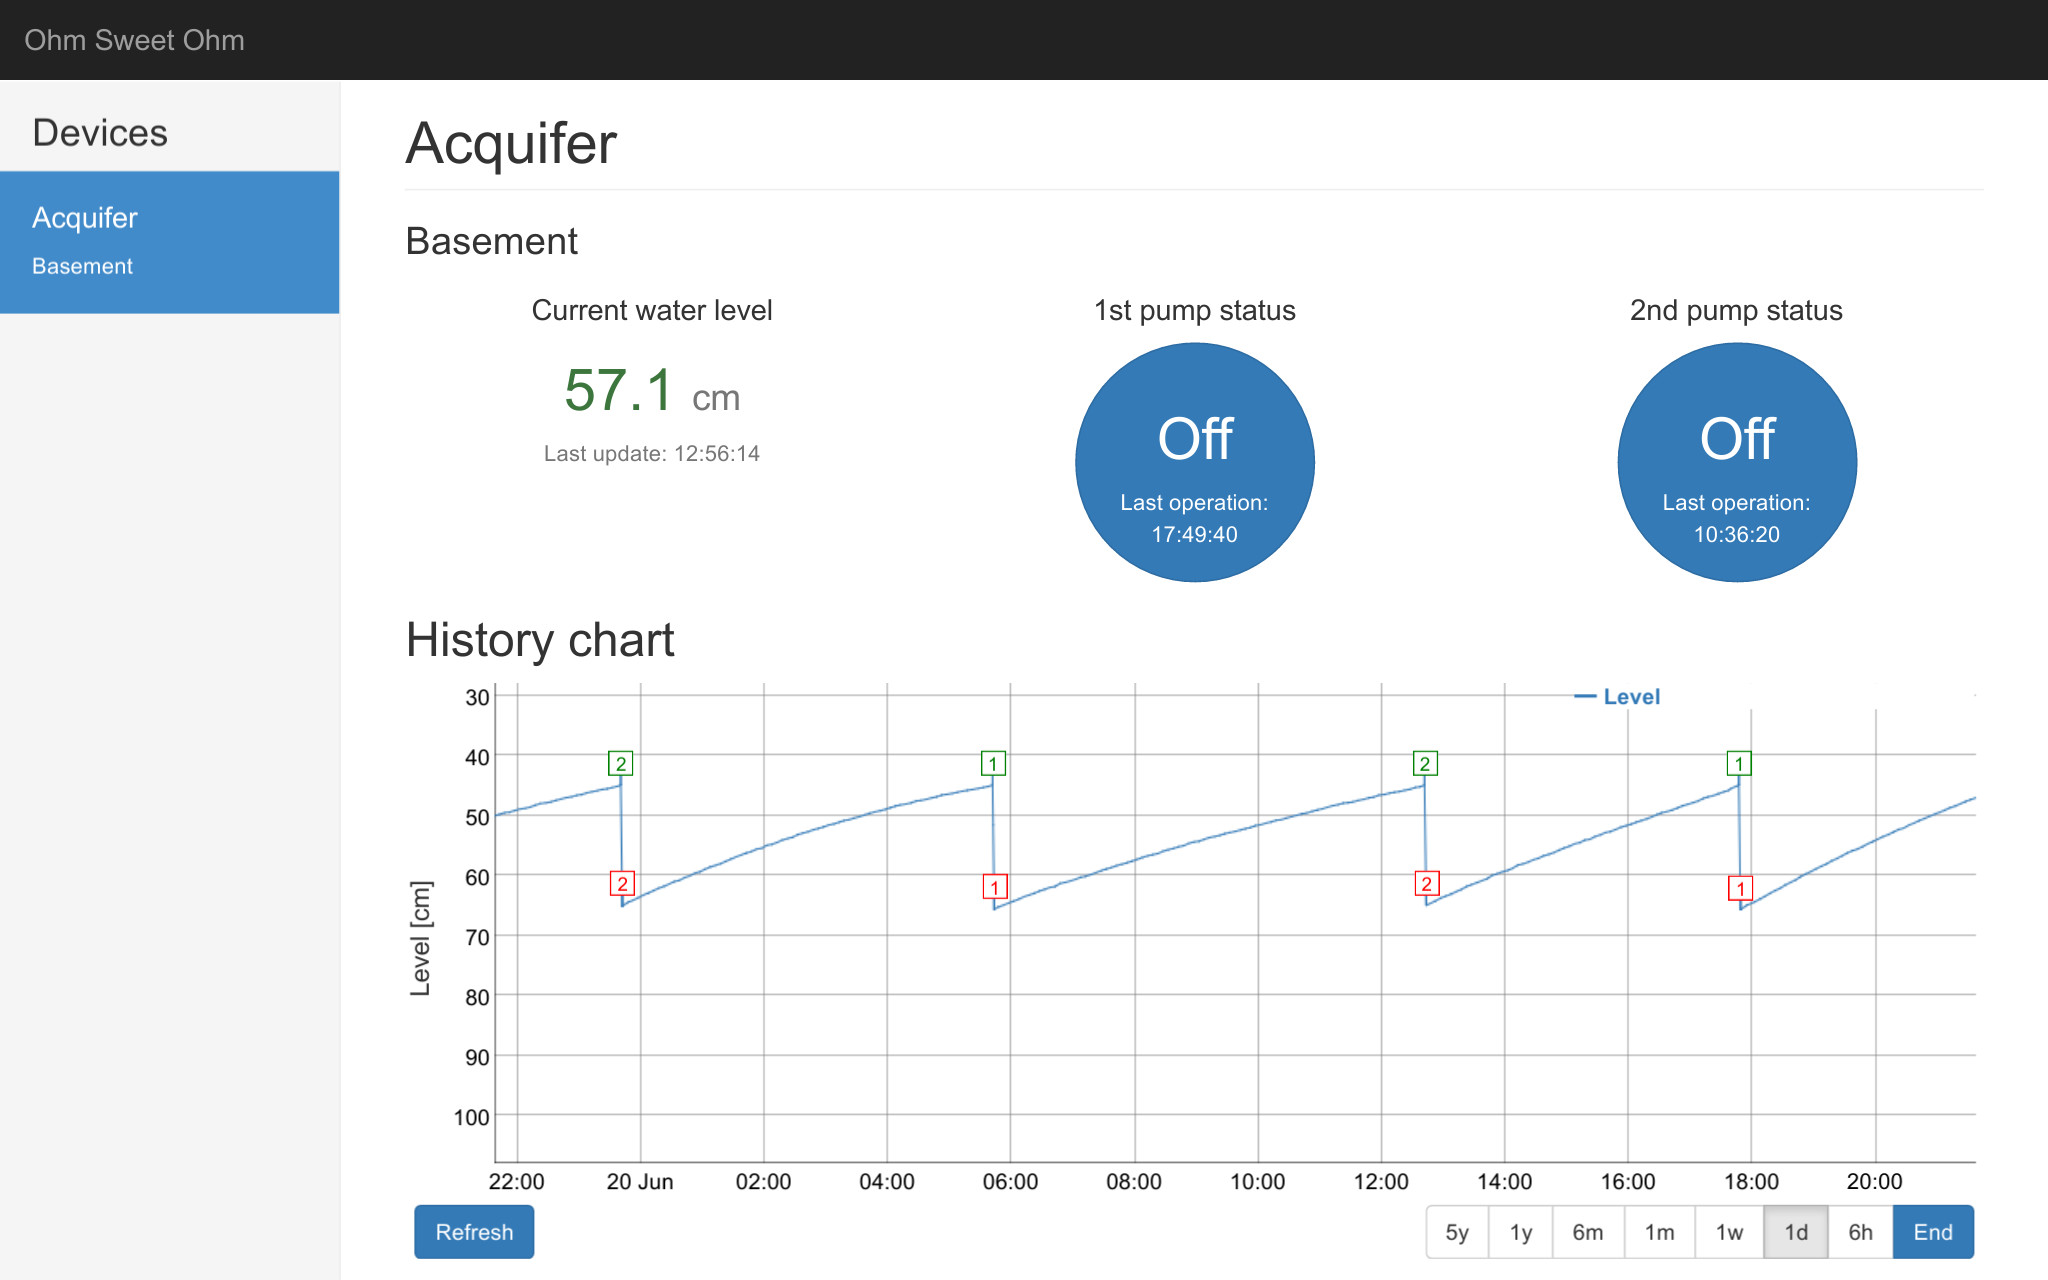 Ohm Sweet Ohm
Devices
Acquifer
Basement
Acquifer
Basement
Current water level
57.1 cm
Last update: 12:56:14
1st pump status
Off
Last operation:
17:49:40
2nd pump status
Off
Last operation:
10:36:20
History chart
Level
30
40
50
60
70
80
90
100
Level [cm]
2
1
2
1
2
1
2
1
22:00 20 Jun 02:00 04:00 06:00 08:00 10:00 12:00 14:00 16:00 18:00 20:00
Refresh
5y 1y 6m 1m 1w 1d 6h End